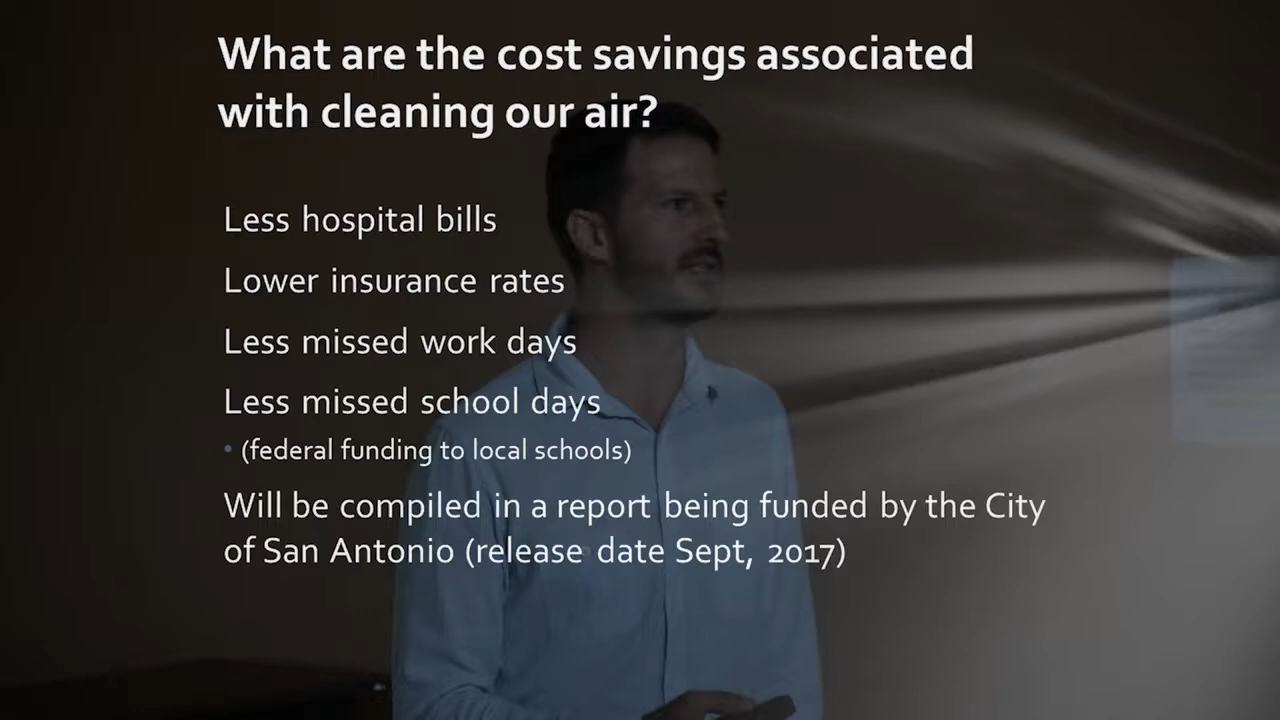 What are the cost savings associated
with cleaning our air?
Less hospital bills
Lower insurance rates
Less missed work days
Less missed school days
• (federal funding to local schools)
Will be compiled in a report being funded by the City
of San Antonio (release date Sept, 2017)